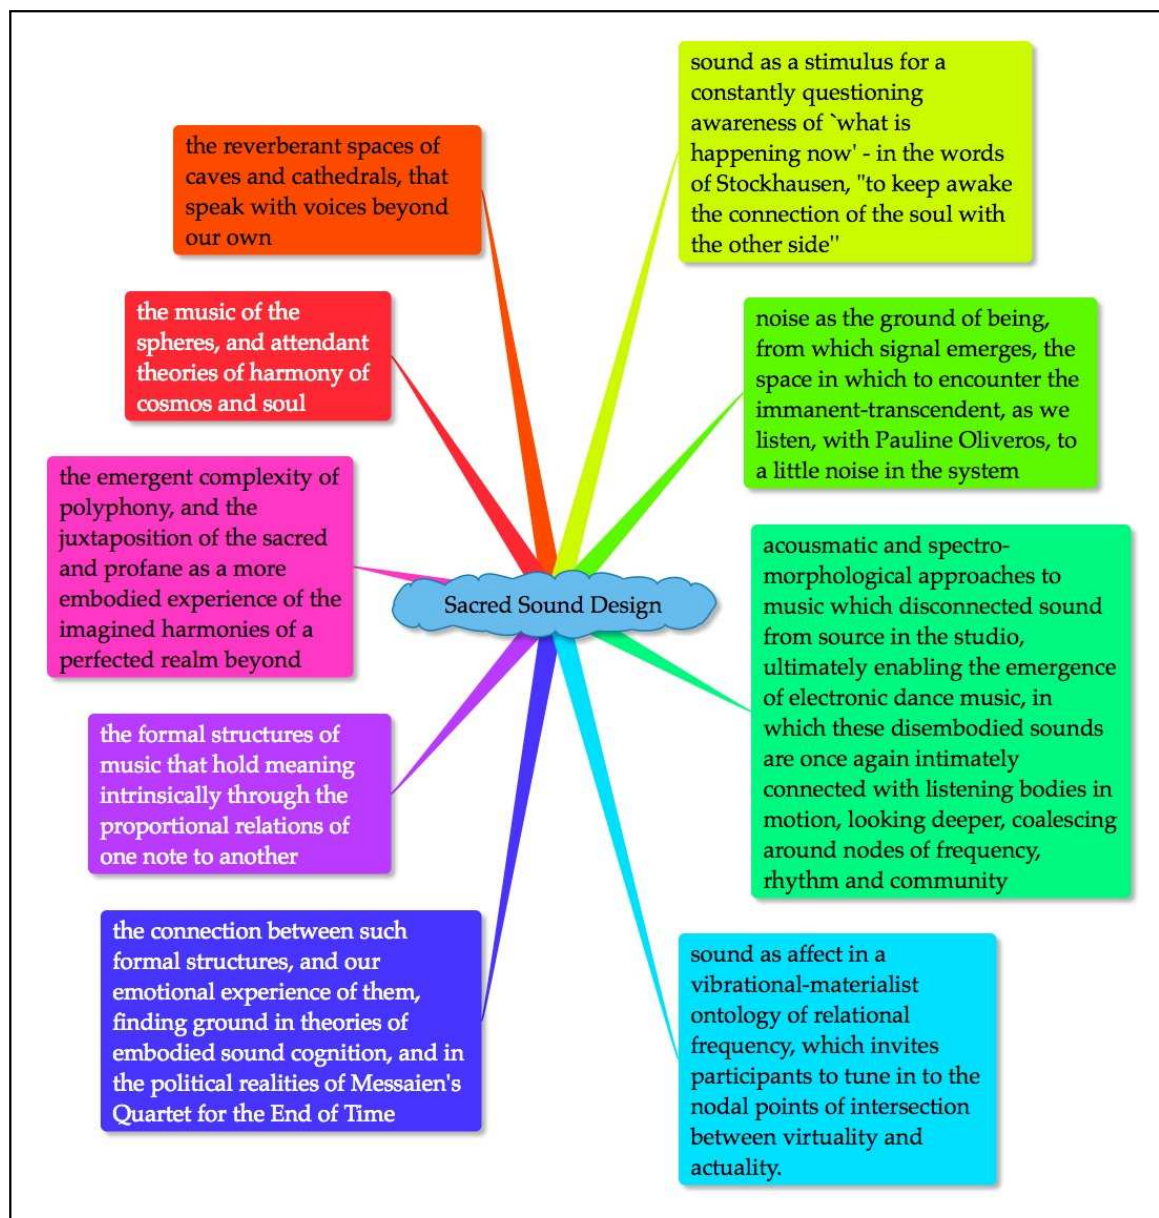 the reverberant spaces of
caves and cathedrals, that
speak with voices beyond
our own
the music of the
spheres, and attendant
theories of harmony of
cosmos and soul
the emergent complexity of
polyphony, and the
juxtaposition of the sacred
and profane as a more
embodied experience of the
imagined harmonies of a
perfected realm beyond
the formal structures of
music that hold meaning
intrinsically through the
proportional relations of
one note to another
the connection between such
formal structures, and our
emotional experience of them,
finding ground in theories of
embodied sound cognition, and in
the political realities of Messaien's
Quartet for the End of Time
Sacred Sound Design
sound as a stimulus for a
constantly questioning
awareness of `what is
happening now' - in the words
of Stockhausen, "to keep awake
the connection of the soul with
the other side"
noise as the ground of being,
from which signal emerges, the
space in which to encounter the
immanent-transcendent, as we
listen, with Pauline Oliveros, to
a little noise in the system
acousmatic and spectro-
morphological approaches to
music which disconnected sound
from source in the studio,
ultimately enabling the emergence
of electronic dance music, in
which these disembodied sounds
are once again intimately
connected with listening bodies in
motion, looking deeper, coalescing
around nodes of frequency,
rhythm and community
sound as affect in a
vibrational-materialist
ontology of relational
frequency, which invites
participants to tune in to the
nodal points of intersection
between virtuality and
actuality.